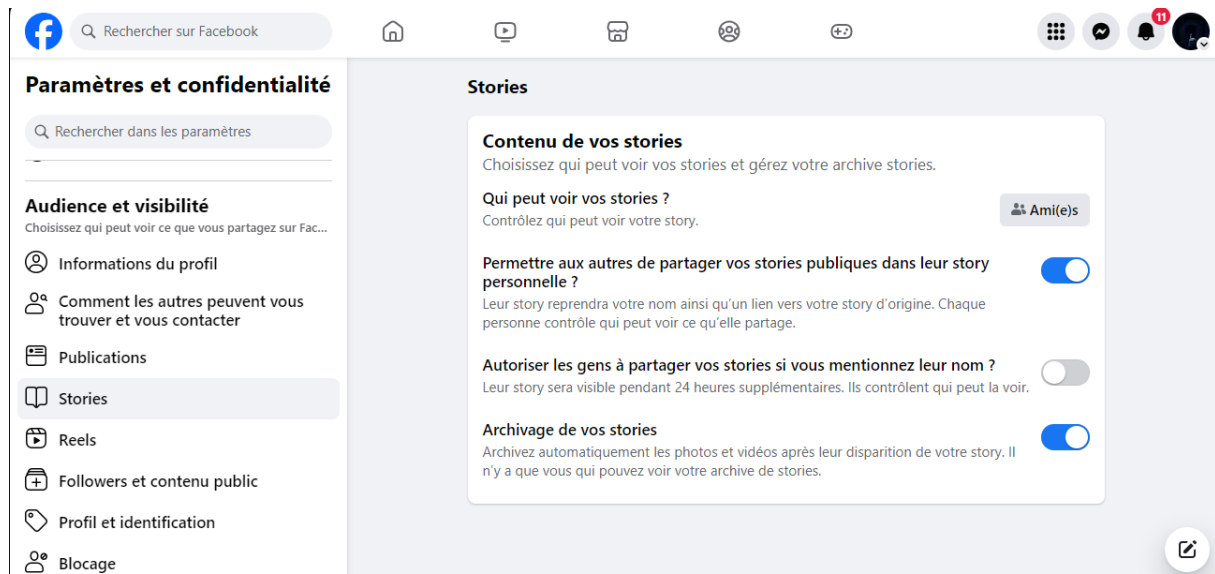 Rechercher sur Facebook
11
Paramètres et confidentialité
Rechercher dans les paramètres
Audience et visibilité
Choisissez qui peut voir ce que vous partagez sur Fac...
Informations du profil
Comment les autres peuvent vous
trouver et vous contacter
Publications
Stories
Reels
Followers et contenu public
Profil et identification
Blocage
Stories
Contenu de vos stories
Choisissez qui peut voir vos stories et gérez votre archive stories.
Qui peut voir vos stories ?
Contrôlez qui peut voir votre story.
Ami(e)s
Permettre aux autres de partager vos stories publiques dans leur story
personnelle ?
Leur story reprendra votre nom ainsi qu'un lien vers votre story d'origine. Chaque
personne contrôle qui peut voir ce qu'elle partage.
Autoriser les gens à partager vos stories si vous mentionnez leur nom ?
Leur story sera visible pendant 24 heures supplémentaires. Ils contrôlent qui peut la voir.
Archivage de vos stories
Archivez automatiquement les photos et vidéos après leur disparition de votre story. Il
n'y a que vous qui pouvez voir votre archive de stories.